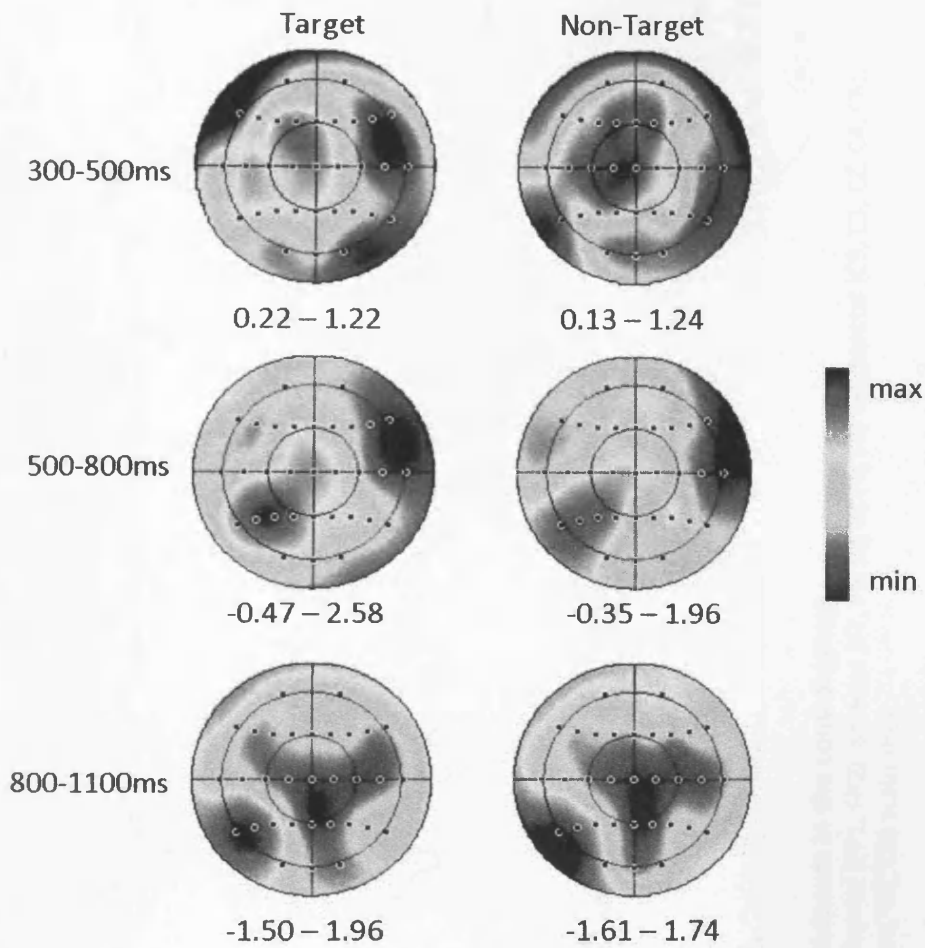 Target
Non-Target
300-500ms
0.22 – 1.22
0.13 – 1.24
500-800ms
max
min
-0.47 – 2.58
-0.35 – 1.96
800-1100ms
-1.50 – 1.96
-1.61 – 1.74